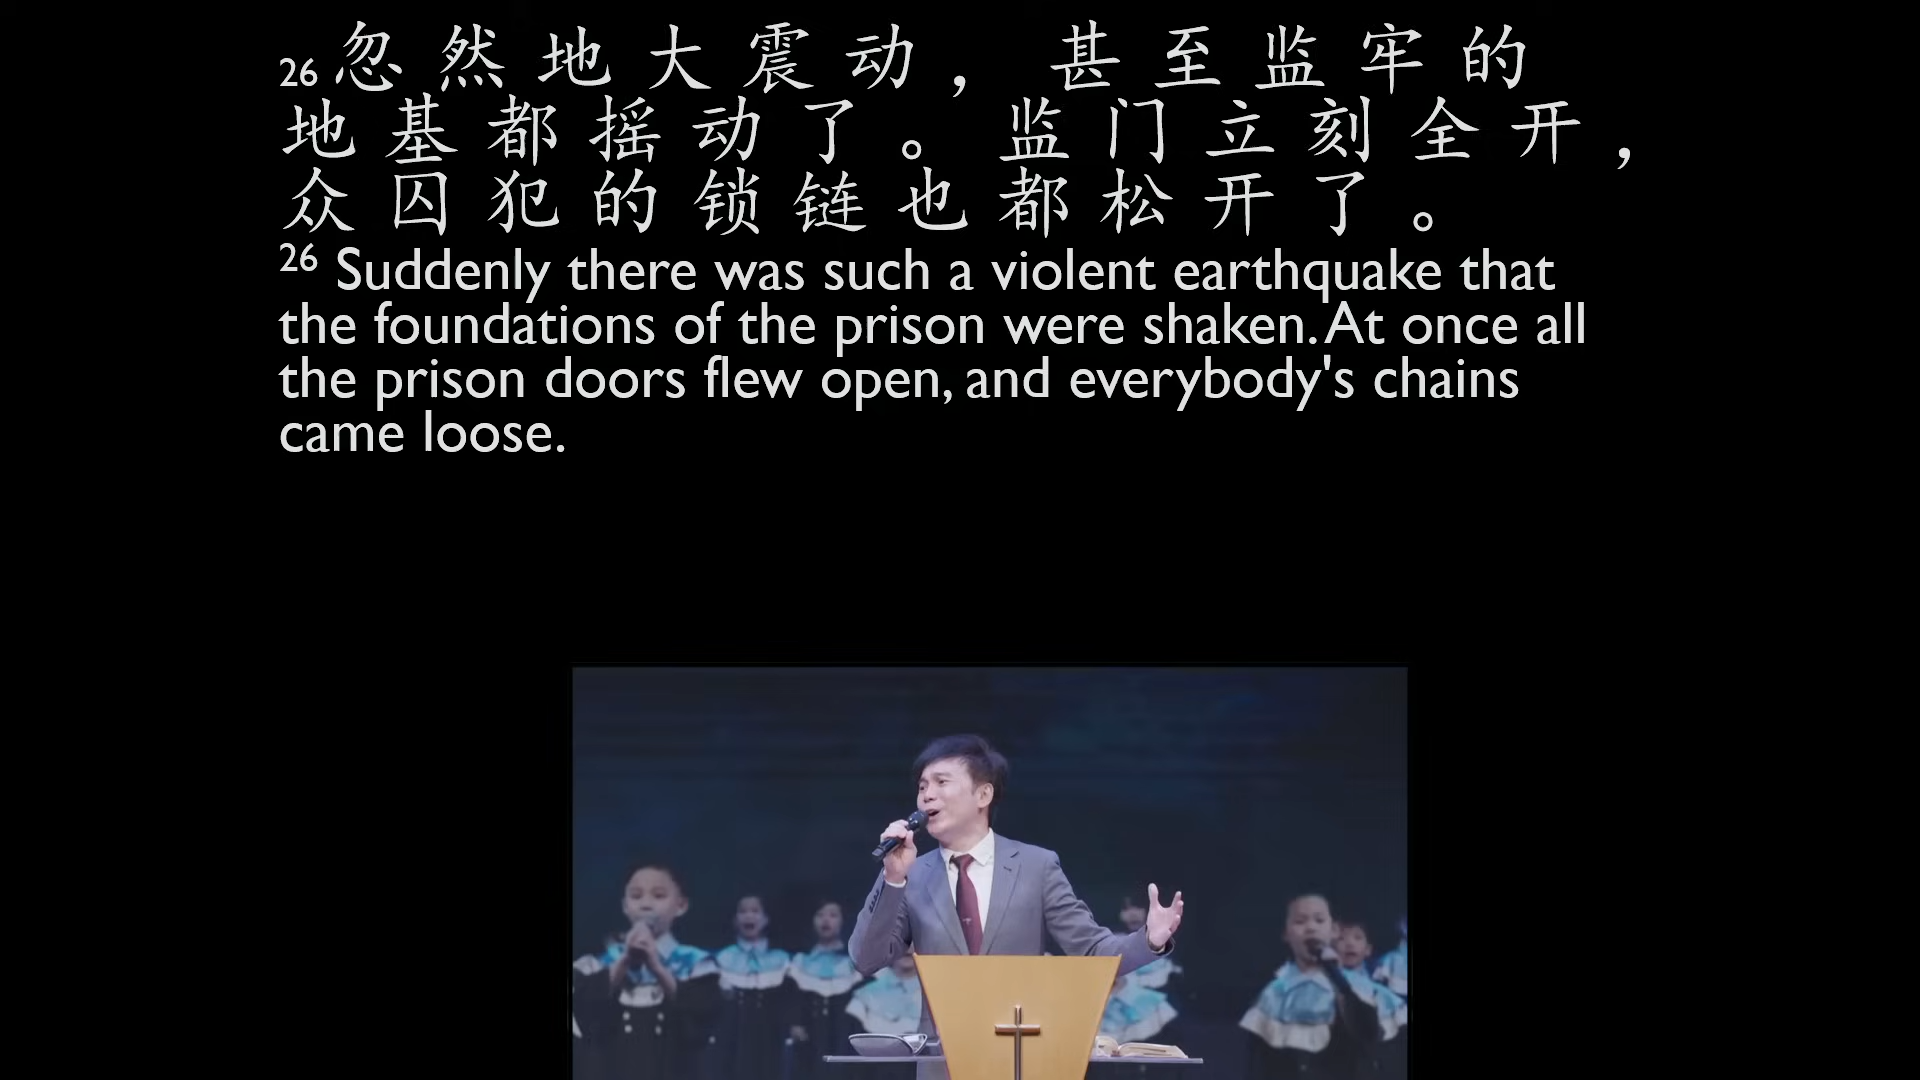 26 忽然地大震动，甚至监牢的
地基都摇动了。监门立刻全开，
众囚犯的锁链也都松开了。
26 Suddenly there was such a violent earthquake that
the foundations of the prison were shaken. At once all
the prison doors flew open, and everybody's chains
came loose.